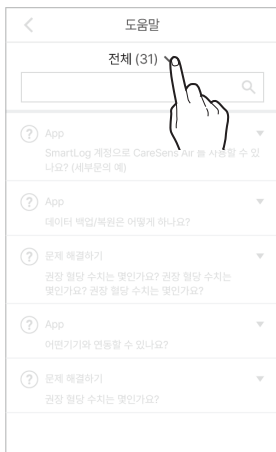 도움말
전체 (31)
App
SmartLog 계정으로 CareSens Air 를 사용할 수 있
나요? (세부문의 예)
App
데이터 백업/복원은 어떻게 하나요?
문제 해결하기
권장 혈당 수치는 몇인가요? 권장 혈당 수치는
몇인가요? 권장 혈당 수치는 몇인가요?
App
어떤기기와 연동할 수 있나요?
문제 해결하기
권장 혈당 수치는 몇인가요?